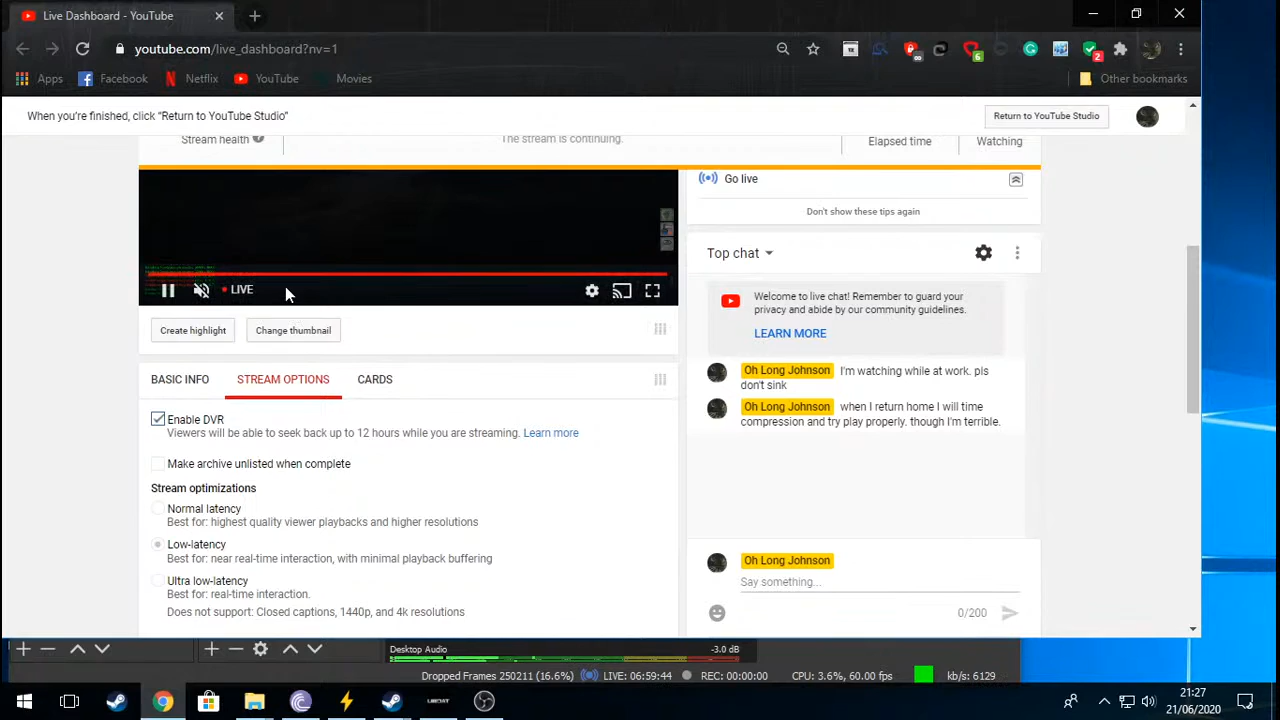 Live Dashboard - YouTube
youtube.com/live_dashboard?nv=1
Apps Facebook Netflix YouTube Movies Other bookmarks
When you're finished, click "Return to YouTube Studio"
Return to YouTube Studio
Stream health
The stream is continuing.
Elapsed time
Watching
Go live
Don't show these tips again
LIVE
Create highlight
Change thumbnail
BASIC INFO
STREAM OPTIONS
CARDS
Enable DVR
Viewers will be able to seek back up to 12 hours while you are streaming. Learn more
Make archive unlisted when complete
Stream optimizations
Normal latency
Best for: highest quality viewer playbacks and higher resolutions
Low-latency
Best for: near real-time interaction, with minimal playback buffering
Ultra low-latency
Best for: real-time interaction.
Does not support: Closed captions, 1440p, and 4k resolutions
Top chat
Welcome to live chat! Remember to guard your
privacy and abide by our community guidelines.
LEARN MORE
Oh Long Johnson I'm watching while at work. pls
don't sink
Oh Long Johnson when I return home I will time
compression and try play properly. though I'm terrible.
Oh Long Johnson
Say something...
0/200
Desktop Audio
-3.0 dB
Dropped Frames 250211 (16.6%)
LIVE: 06:59:44
REC: 00:00:00
CPU: 3.6%, 60.00 fps
kb/s: 6129
21:27
21/06/2020